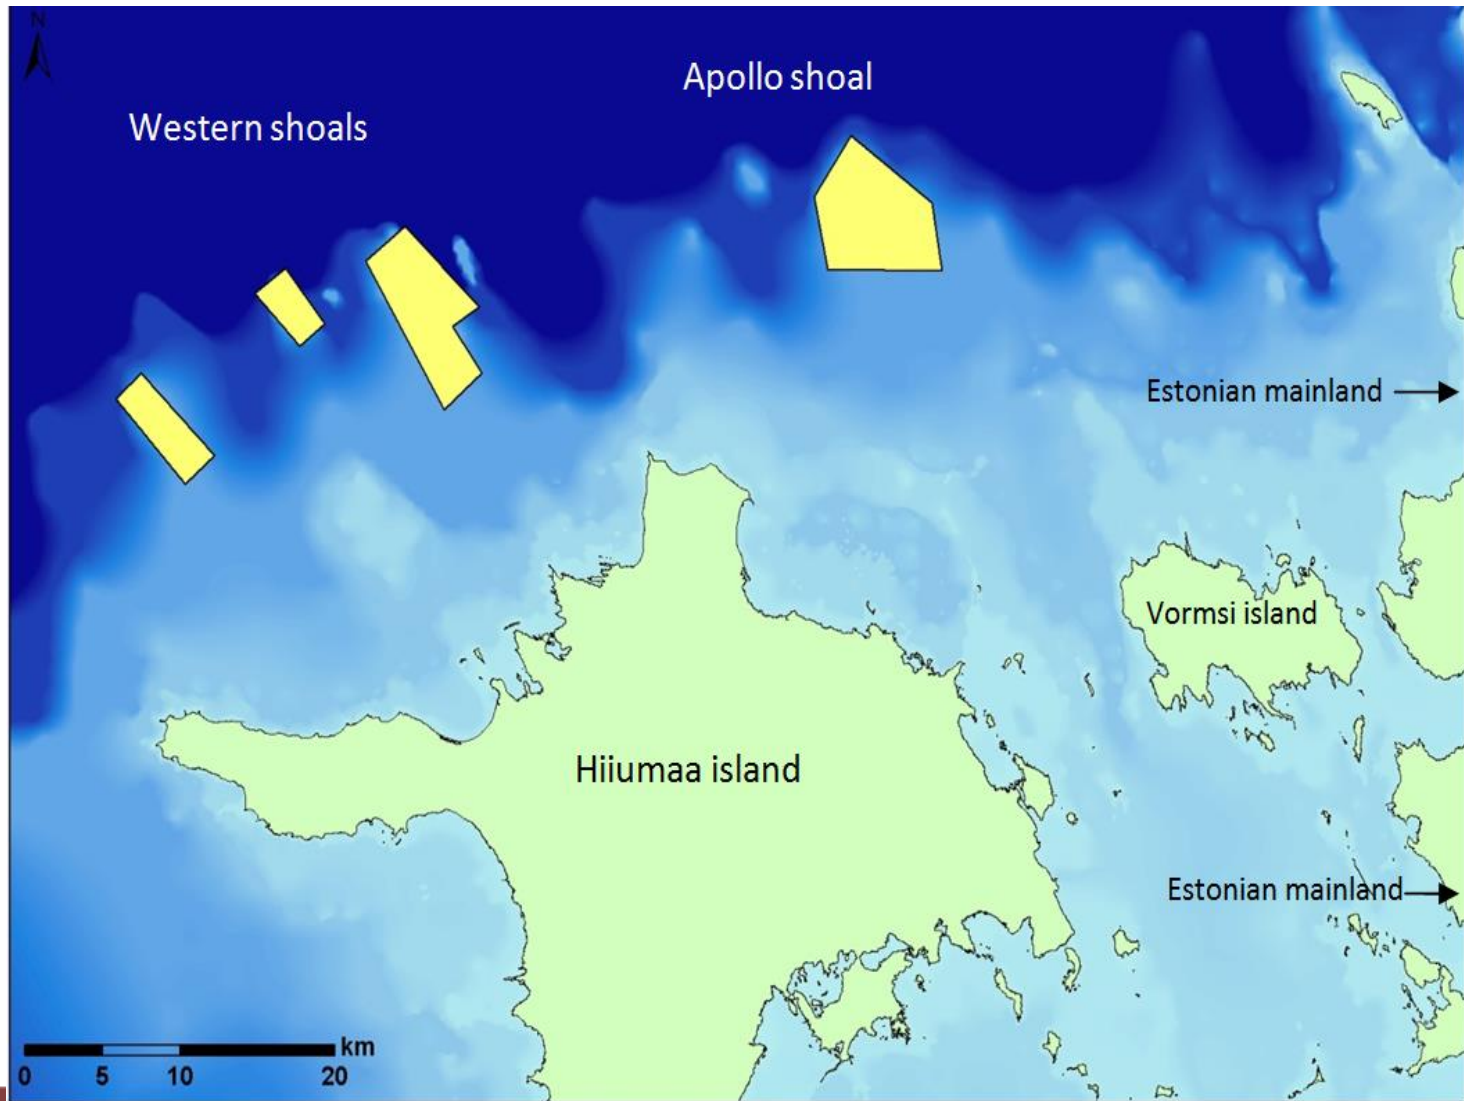 N
Apollo shoal
Western shoals
Estonian mainland
Vormsi island
Hiiumaa island
Estonian mainland
km
0 5 10 20